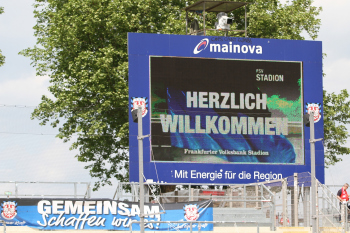 mainova
FSV
STADION
HERZLICH
WILLKOMMEN
Frankfurter Volksbank Stadion
Mit Energie für die Region
GEMEINSAM
Schaffen wir